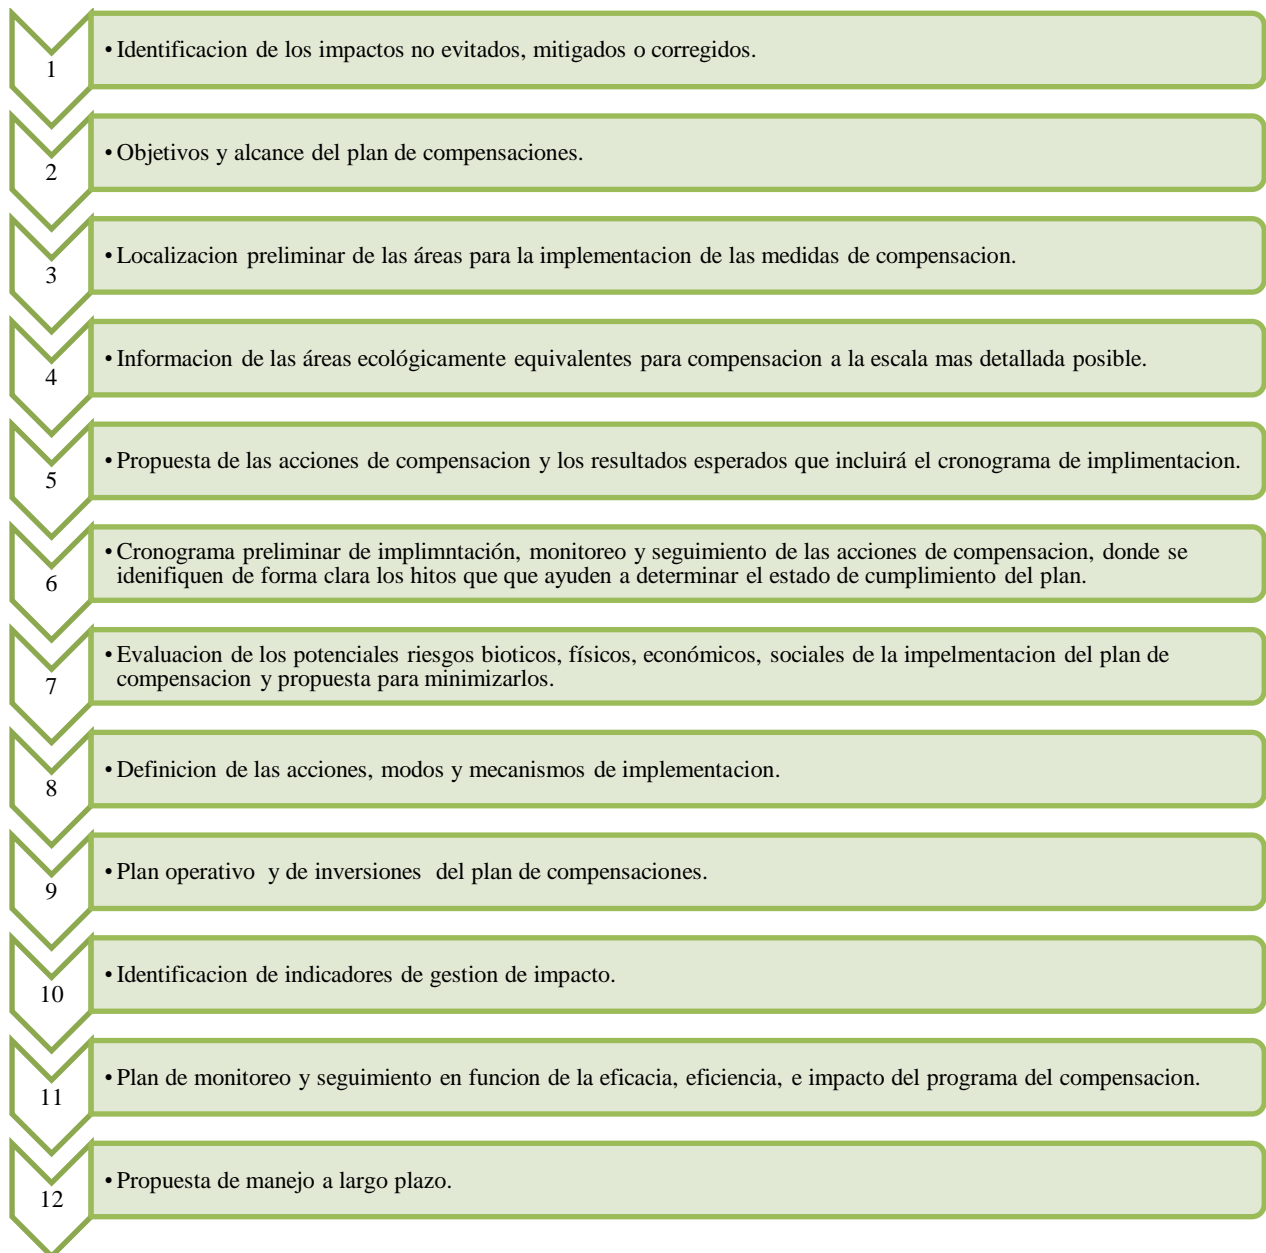 1
• Identificacion de los impactos no evitados, mitigados o corregidos.
2
• Objetivos y alcance del plan de compensaciones.
3
• Localizacion preliminar de las áreas para la implementacion de las medidas de compensacion.
4
• Informacion de las áreas ecológicamente equivalentes para compensacion a la escala mas detallada posible.
5
• Propuesta de las acciones de compensacion y los resultados esperados que incluirá el cronograma de implimentacion.
6
• Cronograma preliminar de implimntación, monitoreo y seguimiento de las acciones de compensacion, donde se
idenifiquen de forma clara los hitos que que ayuden a determinar el estado de cumplimiento del plan.
7
• Evaluacion de los potenciales riesgos bioticos, físicos, económicos, sociales de la impelmentacion del plan de
compensacion y propuesta para minimizarlos.
8
• Definicion de las acciones, modos y mecanismos de implementacion.
9
• Plan operativo y de inversiones del plan de compensaciones.
10
• Identificacion de indicadores de gestion de impacto.
11
• Plan de monitoreo y seguimiento en funcion de la eficacia, eficiencia, e impacto del programa del compensacion.
12
• Propuesta de manejo a largo plazo.